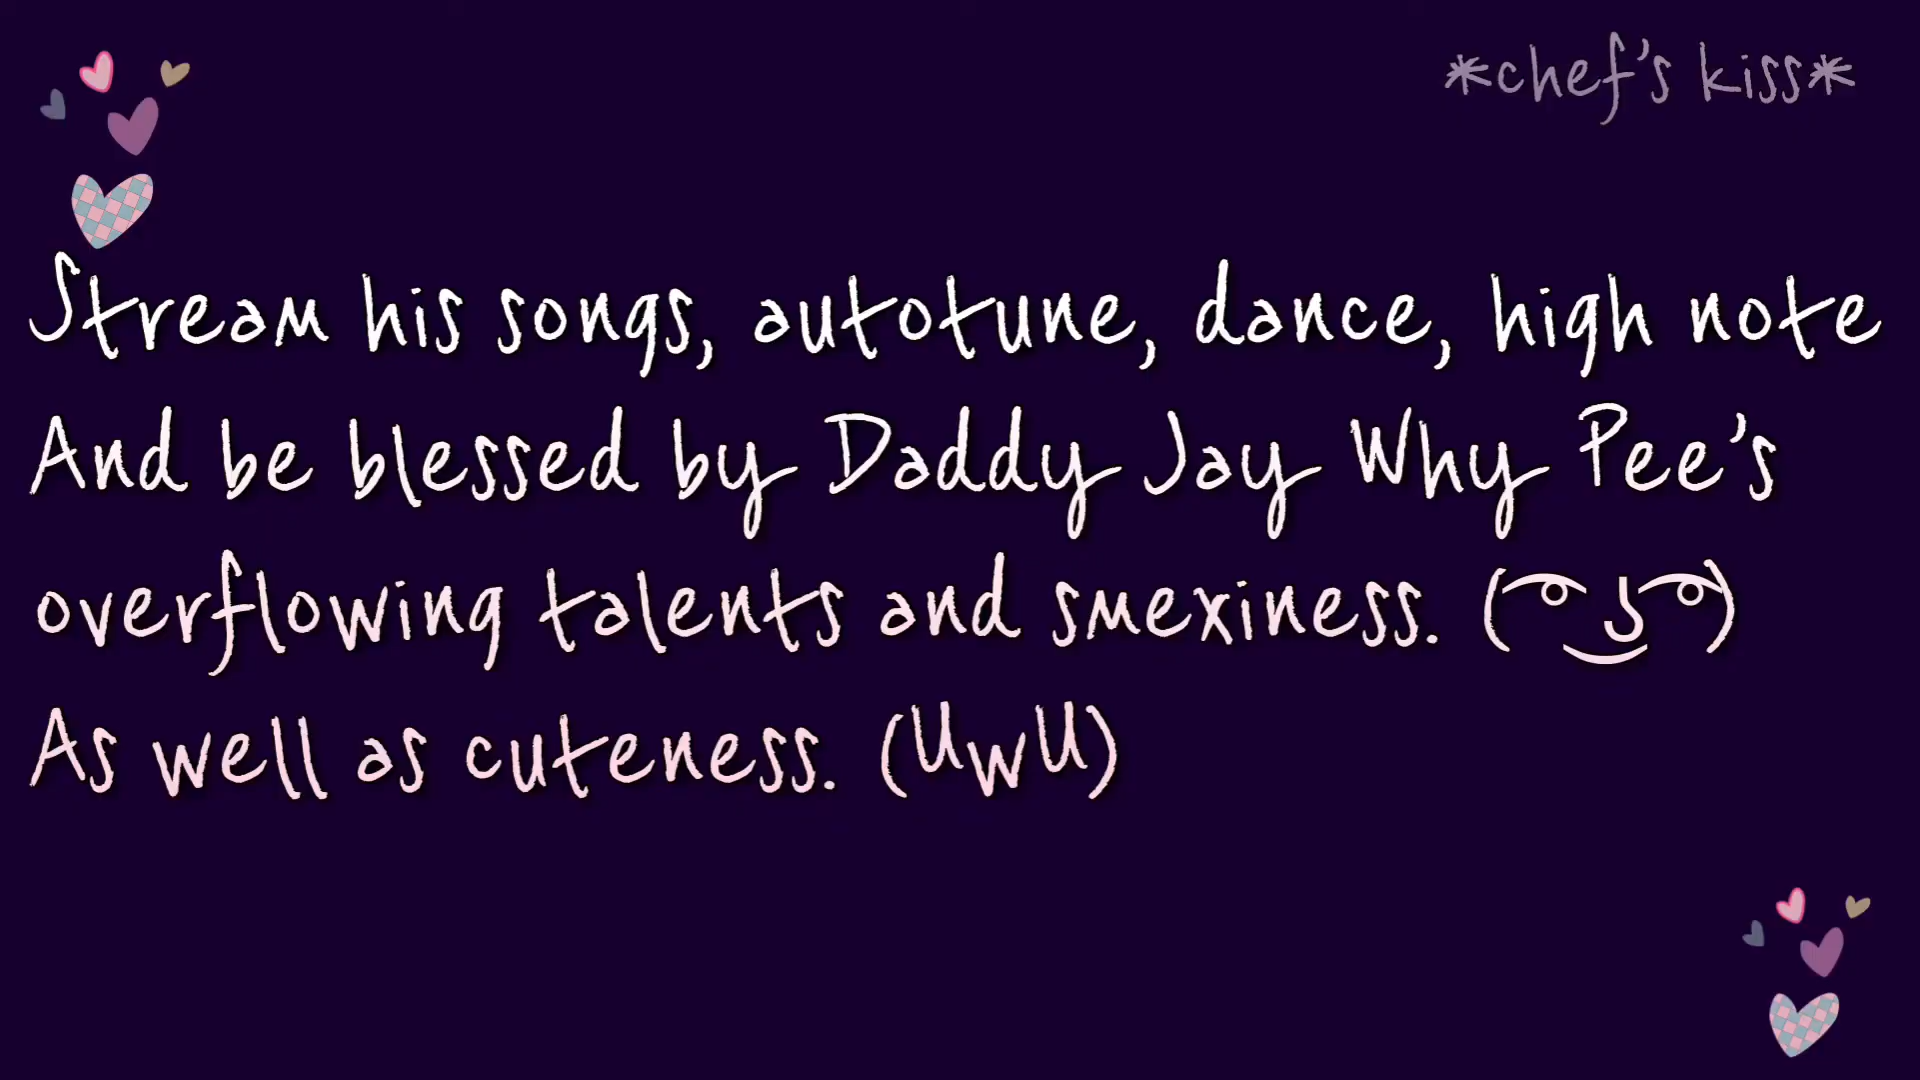 *chef's kiss*
Stream his songs, autotune, dance, high note
And be blessed by Daddy Jay Why Pee's
overflowing talents and smexiness. ( ͡° ͜ʖ ͡°)
As well as cuteness. (UwU)